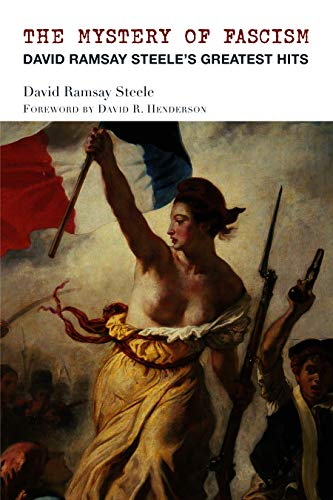 THE MYSTERY OF FASCISM
DAVID RAMSAY STEELE'S GREATEST HITS
David Ramsay Steele
FOREWORD BY DAVID R. HENDERSON